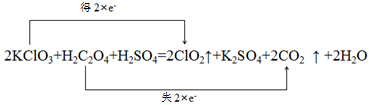 得 2×e⁻
2KClO₃+H₂C₂O₄+H₂SO₄=2ClO₂↑+K₂SO₄+2CO₂ ↑+2H₂O
失 2×e⁻